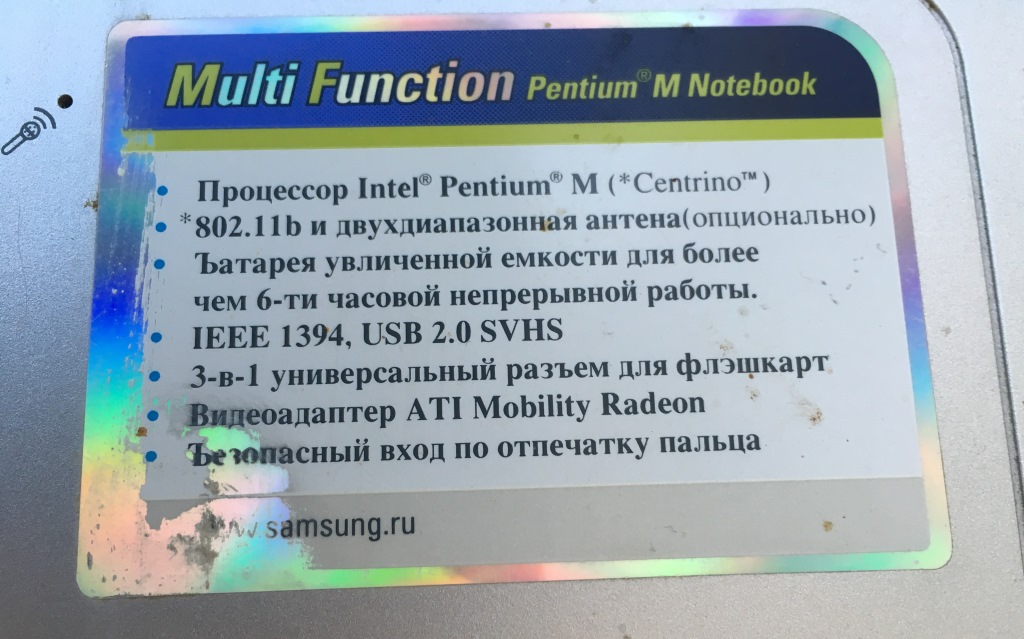 Multi Function Pentium® M Notebook
• Процессор Intel® Pentium® M (*Centrino™)
• *802.11b и двухдиапазонная антена(опционально)
• Ъатарея увличенной емкости для более
чем 6-ти часовой непрерывной работы.
• IEEE 1394, USB 2.0 SVHS
• 3-в-1 универсальный разъем для флэшкарт
• Видеоадаптер ATI Mobility Radeon
• Ъезопасный вход по отпечатку пальца
www.samsung.ru